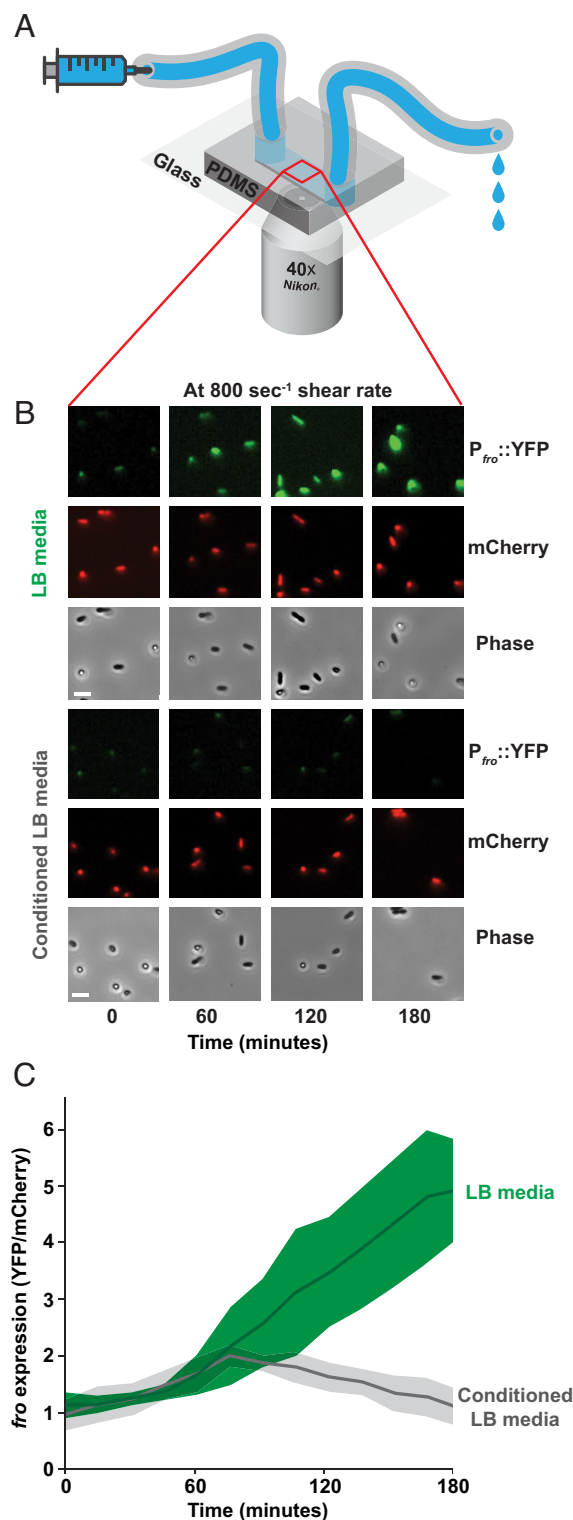 A
Glass
PDMS
40x
Nikon®
At 800 sec⁻¹ shear rate
B
LB media
Pfro::YFP
mCherry
Phase
Conditioned LB media
Pfro::YFP
mCherry
Phase
0 60 120 180
Time (minutes)
C
fro expression (YFP/mCherry)
6
5
4
3
2
1
0
LB media
Conditioned
LB media
0 60 120 180
Time (minutes)